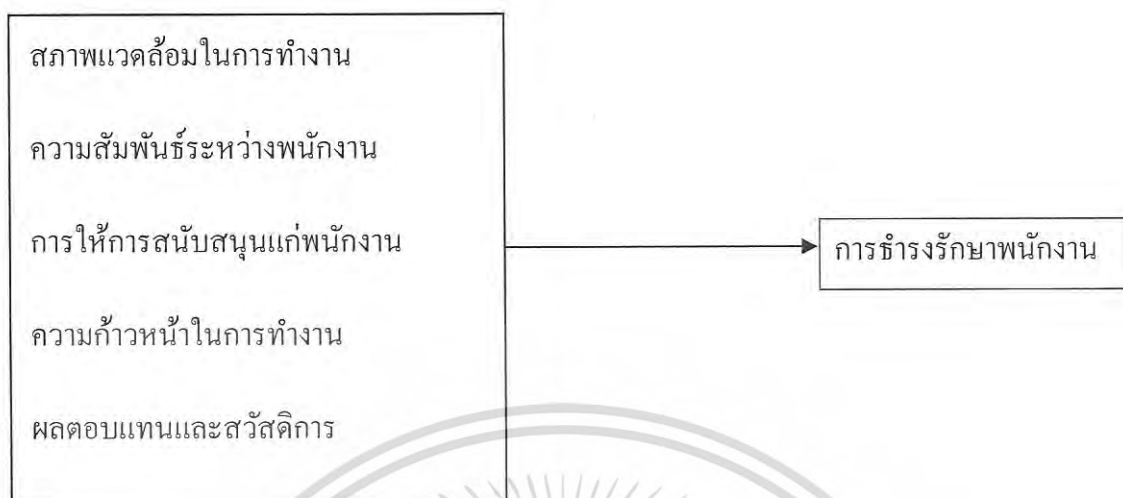 สภาพแวดล้อมในการทำงาน
ความสัมพันธ์ระหว่างพนักงาน
การให้การสนับสนุนแก่พนักงาน
การธำรงรักษาพนักงาน
ความก้าวหน้าในการทำงาน
ผลตอบแทนและสวัสดิการ